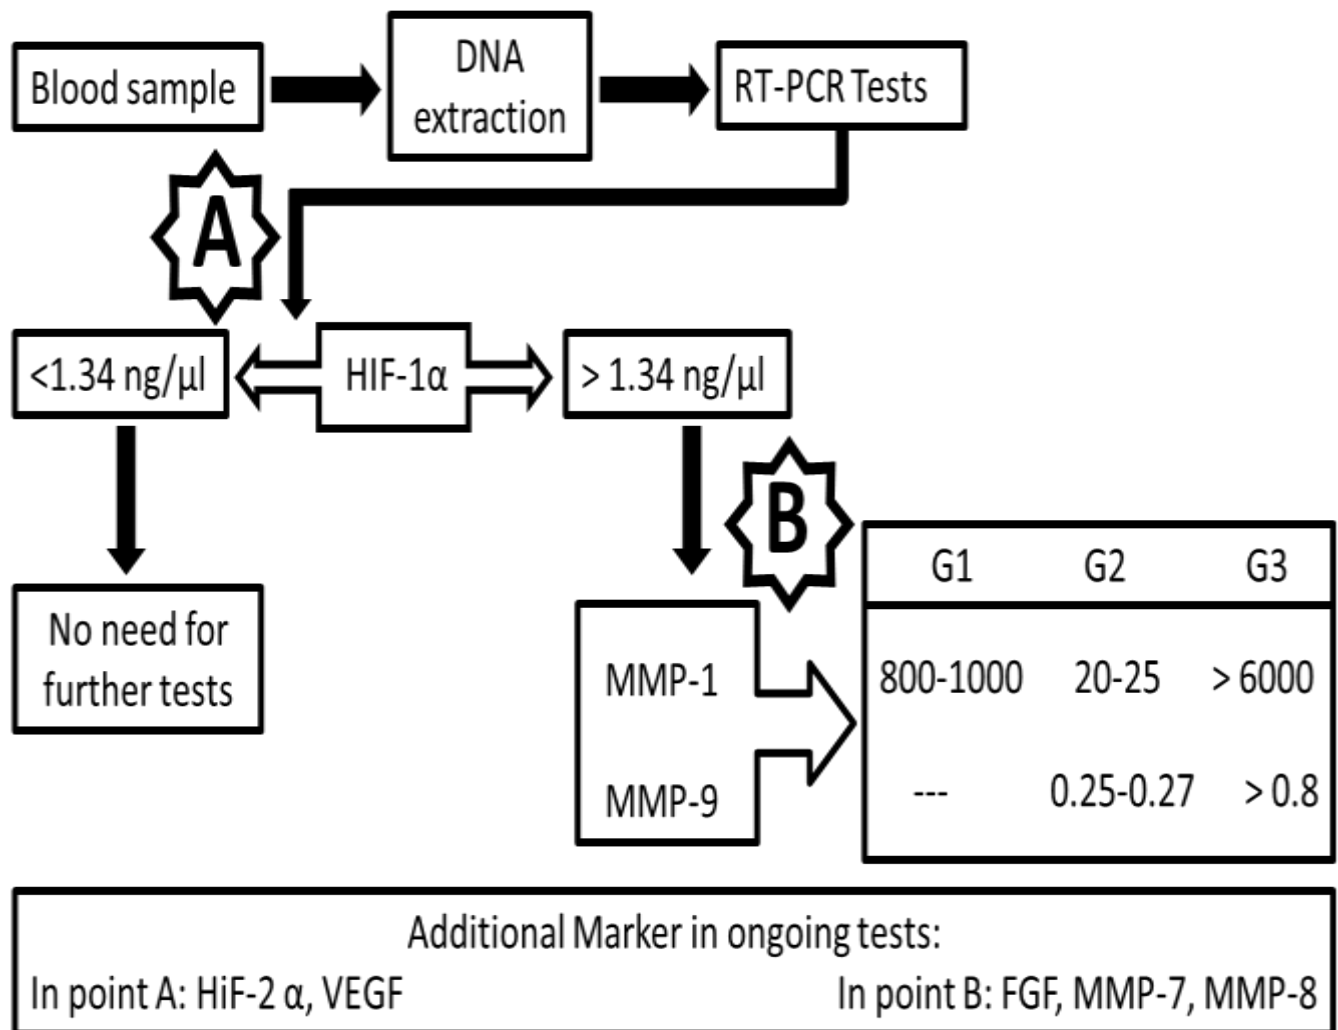 Blood sample
DNA
extraction
RT-PCR Tests
A
<1.34 ng/μl
HIF-1α
> 1.34 ng/μl
B
No need for
further tests
MMP-1
MMP-9
G1 G2 G3
800-1000 20-25 > 6000
--- 0.25-0.27 > 0.8
Additional Marker in ongoing tests:
In point A: HiF-2 α, VEGF
In point B: FGF, MMP-7, MMP-8